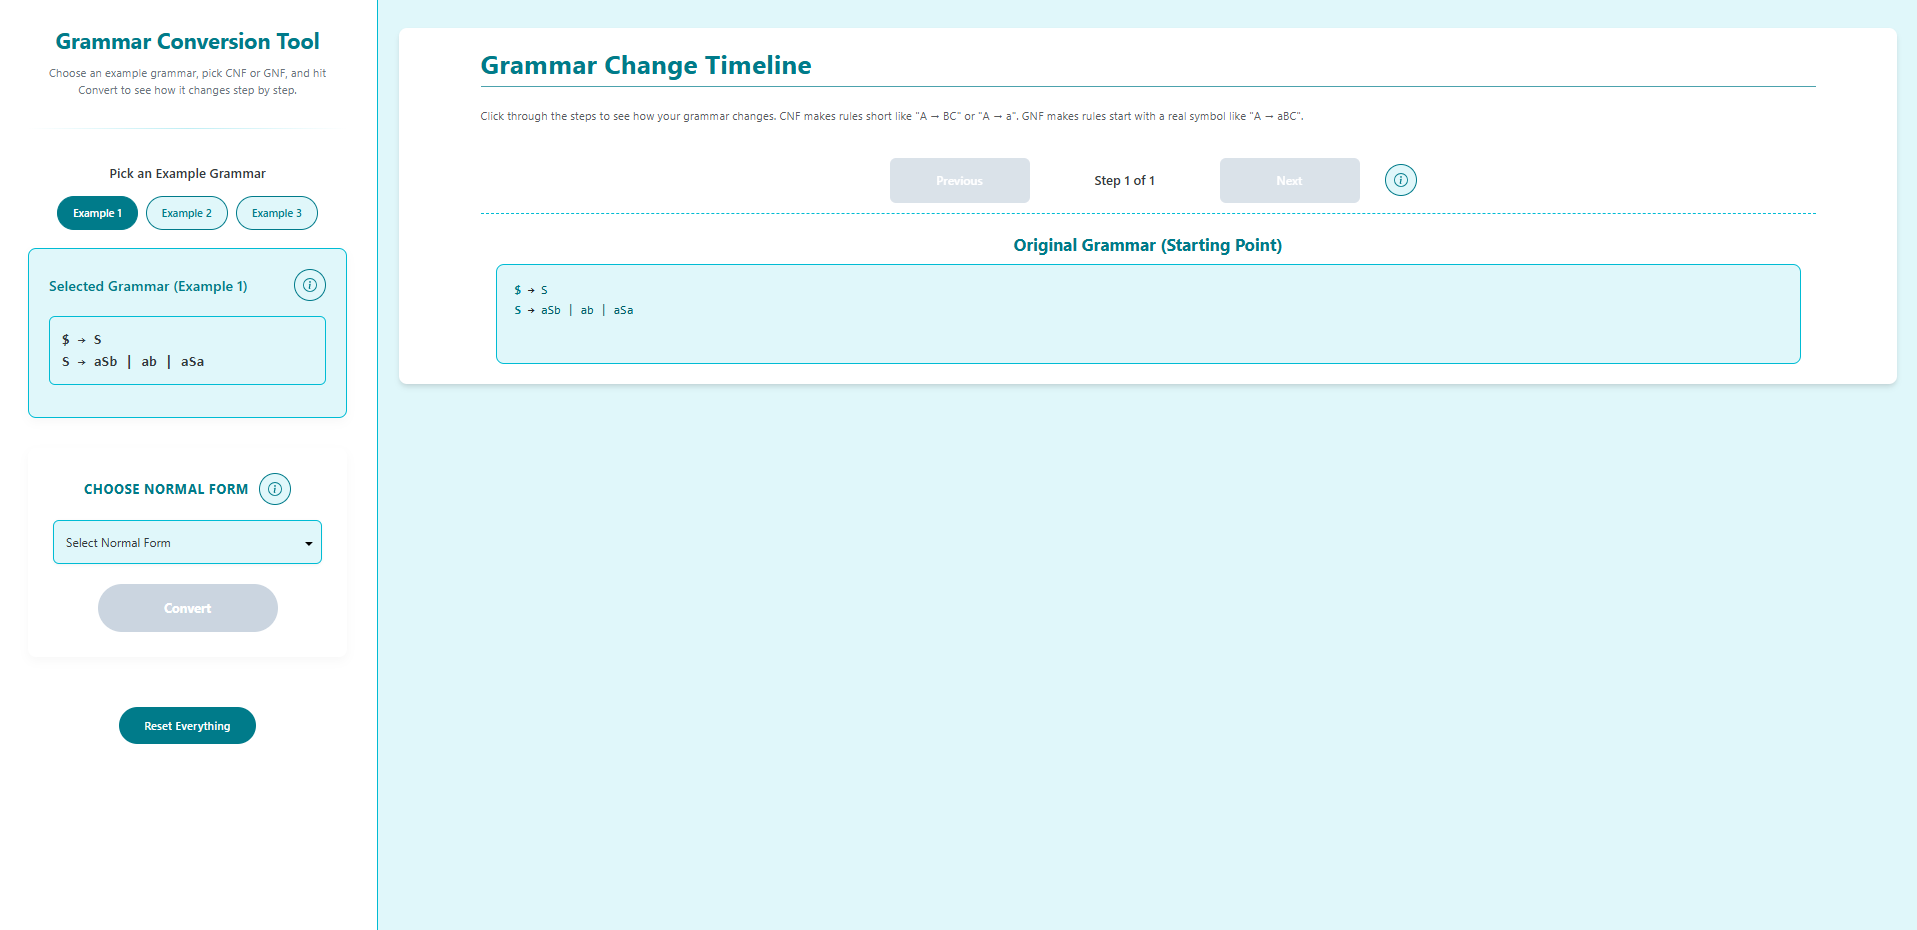 Grammar Conversion Tool
Choose an example grammar, pick CNF or GNF, and hit
Convert to see how it changes step by step.
Pick an Example Grammar
Example 1
Example 2
Example 3
Selected Grammar (Example 1)
$ → S
S → aSb | ab | aSa
CHOOSE NORMAL FORM
Select Normal Form
Convert
Reset Everything
Grammar Change Timeline
Click through the steps to see how your grammar changes. CNF makes rules short like "A → BC" or "A → a". GNF makes rules start with a real symbol like "A → aBC".
Previous
Step 1 of 1
Next
Original Grammar (Starting Point)
$ → S
S → aSb | ab | aSa